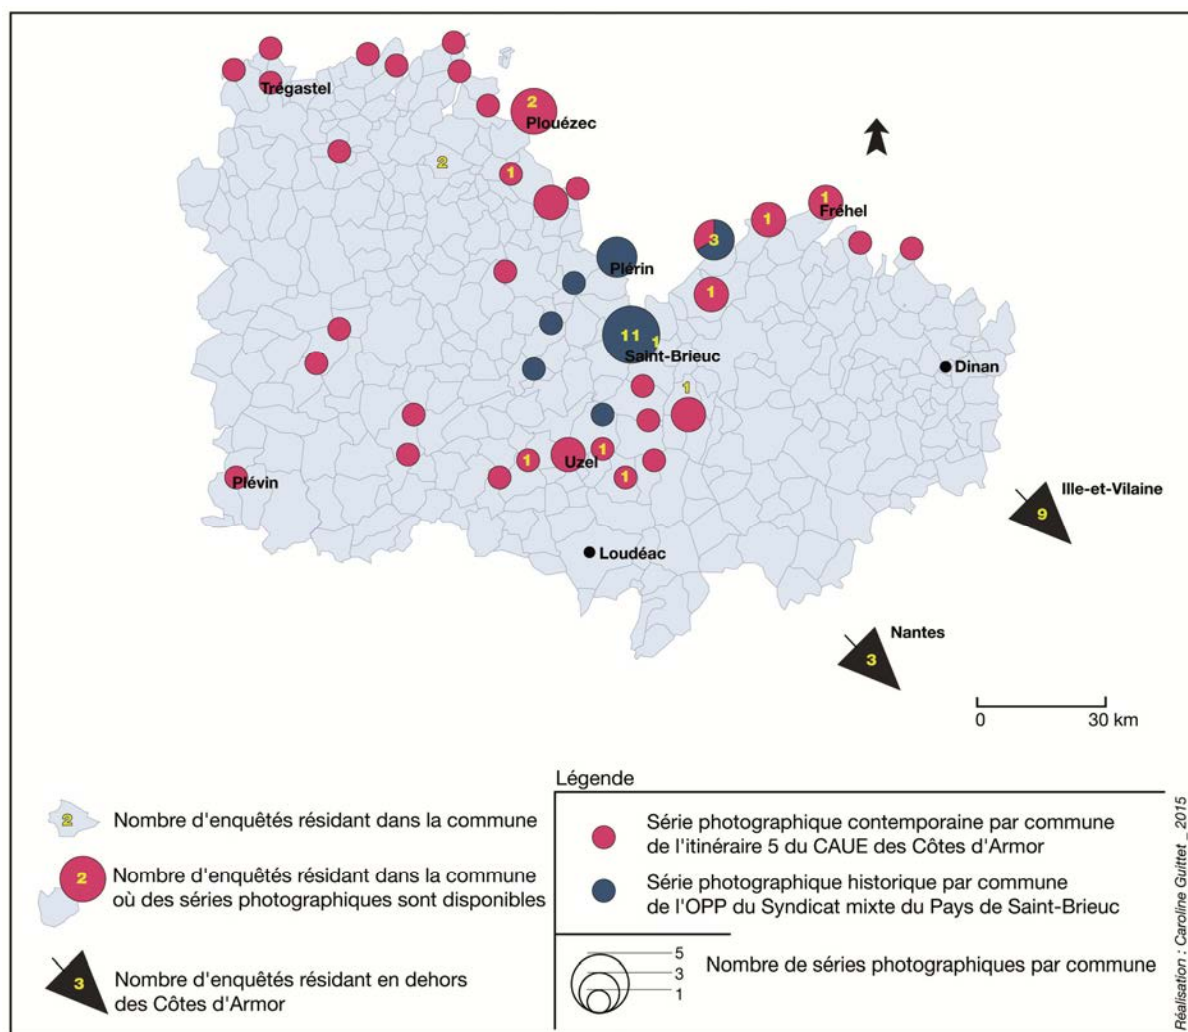 Trégastel
2
Plouézec
2
1
1
Fréhel
1
3
Plérin
1
11
1
Saint-Brieuc
Dinan
1
1
Uzel
1
1
Plévin
Ille-et-Vilaine
9
Loudéac
Nantes
3
0 30 km
Légende
2
Nombre d'enquêtés résidant dans la commune
2
Nombre d'enquêtés résidant dans la commune
où des séries photographiques sont disponibles
3
Nombre d'enquêtés résidant en dehors
des Côtes d'Armor
Série photographique contemporaine par commune
de l'itinéraire 5 du CAUE des Côtes d'Armor
Série photographique historique par commune
de l'OPP du Syndicat mixte du Pays de Saint-Brieuc
5
3
1
Nombre de séries photographiques par commune
Réalisation : Caroline Guittet _ 2015